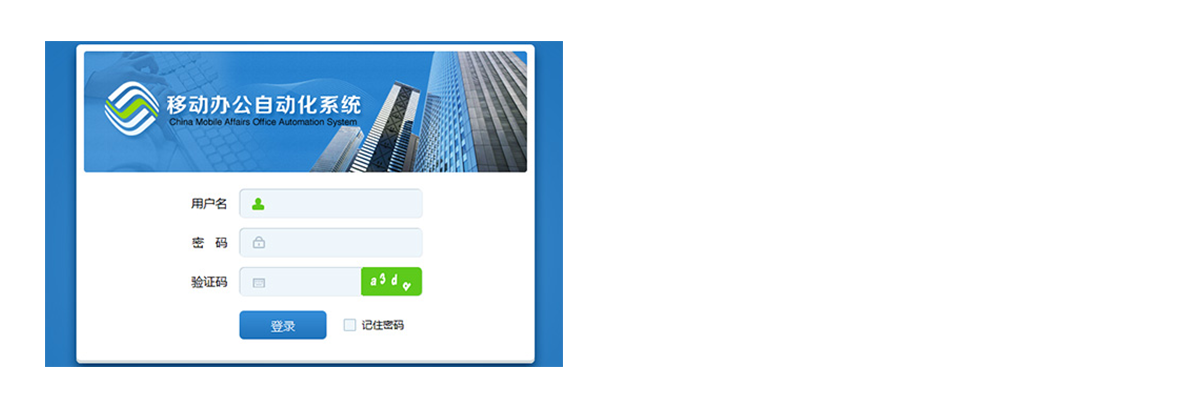 移动办公自动化系统
China Mobile Affairs Office Automation System
用户名
密 码
验证码
a3d
登录 记住密码